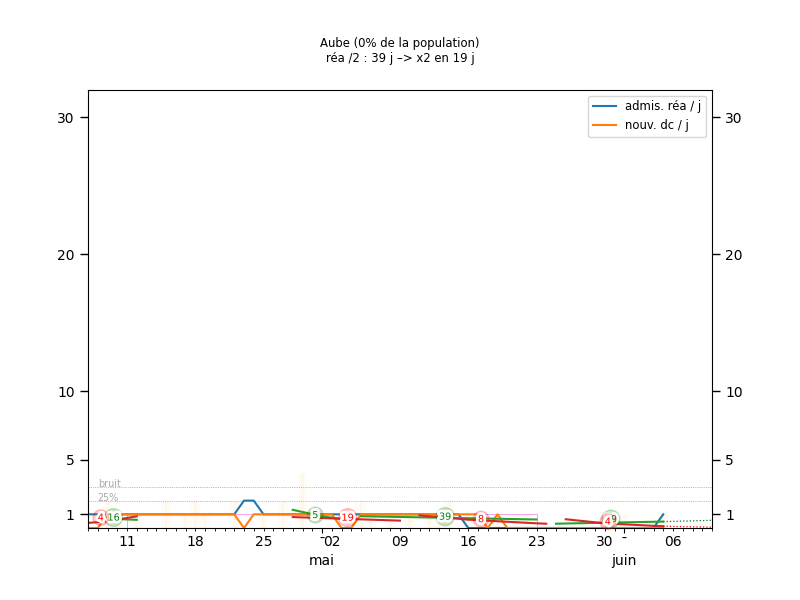 Aube (0% de la population)
réa /2 : 39 j –> x2 en 19 j
admis. réa / j
nouv. dc / j
30 30
20 20
10 10
5 5
bruit
25%
1 1
4 16 5 19 39 8 4 9
11 18 25 02 09 16 23 30 06
mai juin